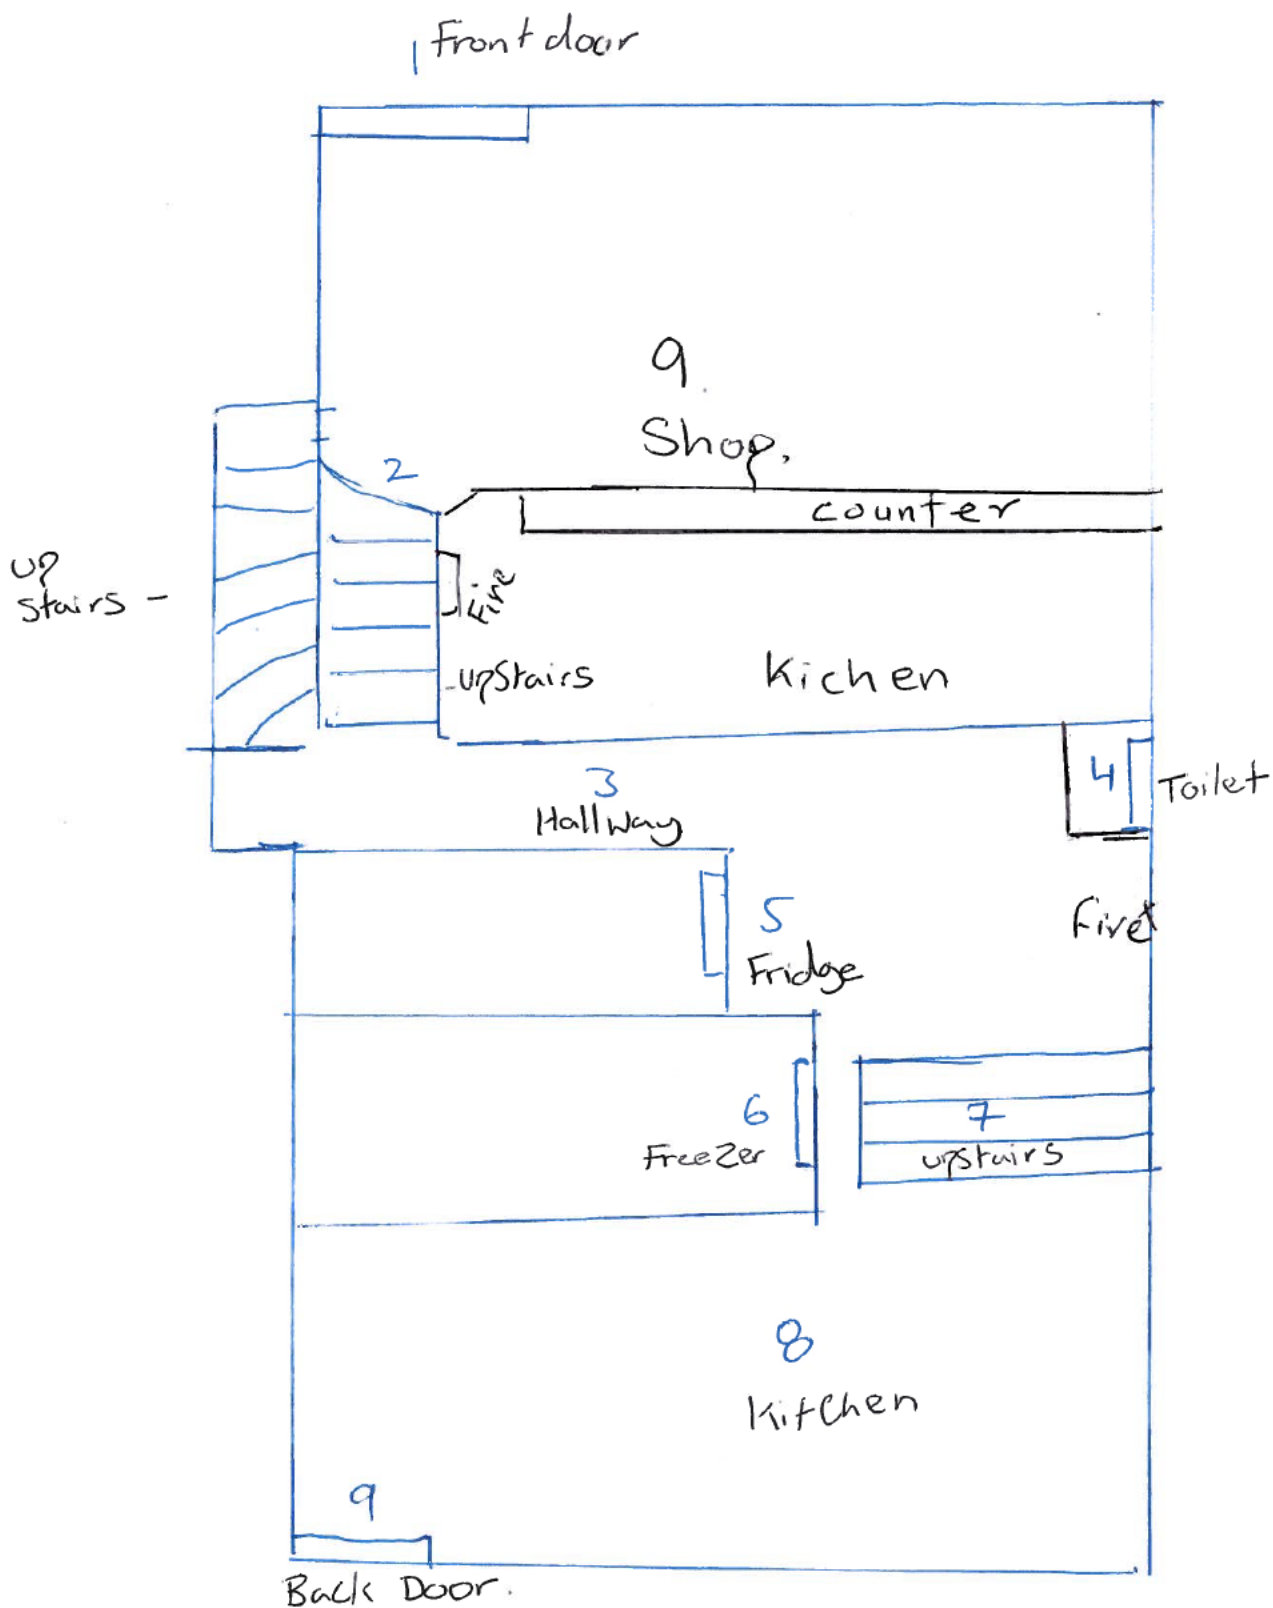 1 Front door
9.
Shop.
2
counter
up
stairs -
Fire
- upstairs
Kichen
3
Hallway
4
Toilet
5
Fridge
6
Freezer
7
upstairs
8
Kitchen
9
Back Door.